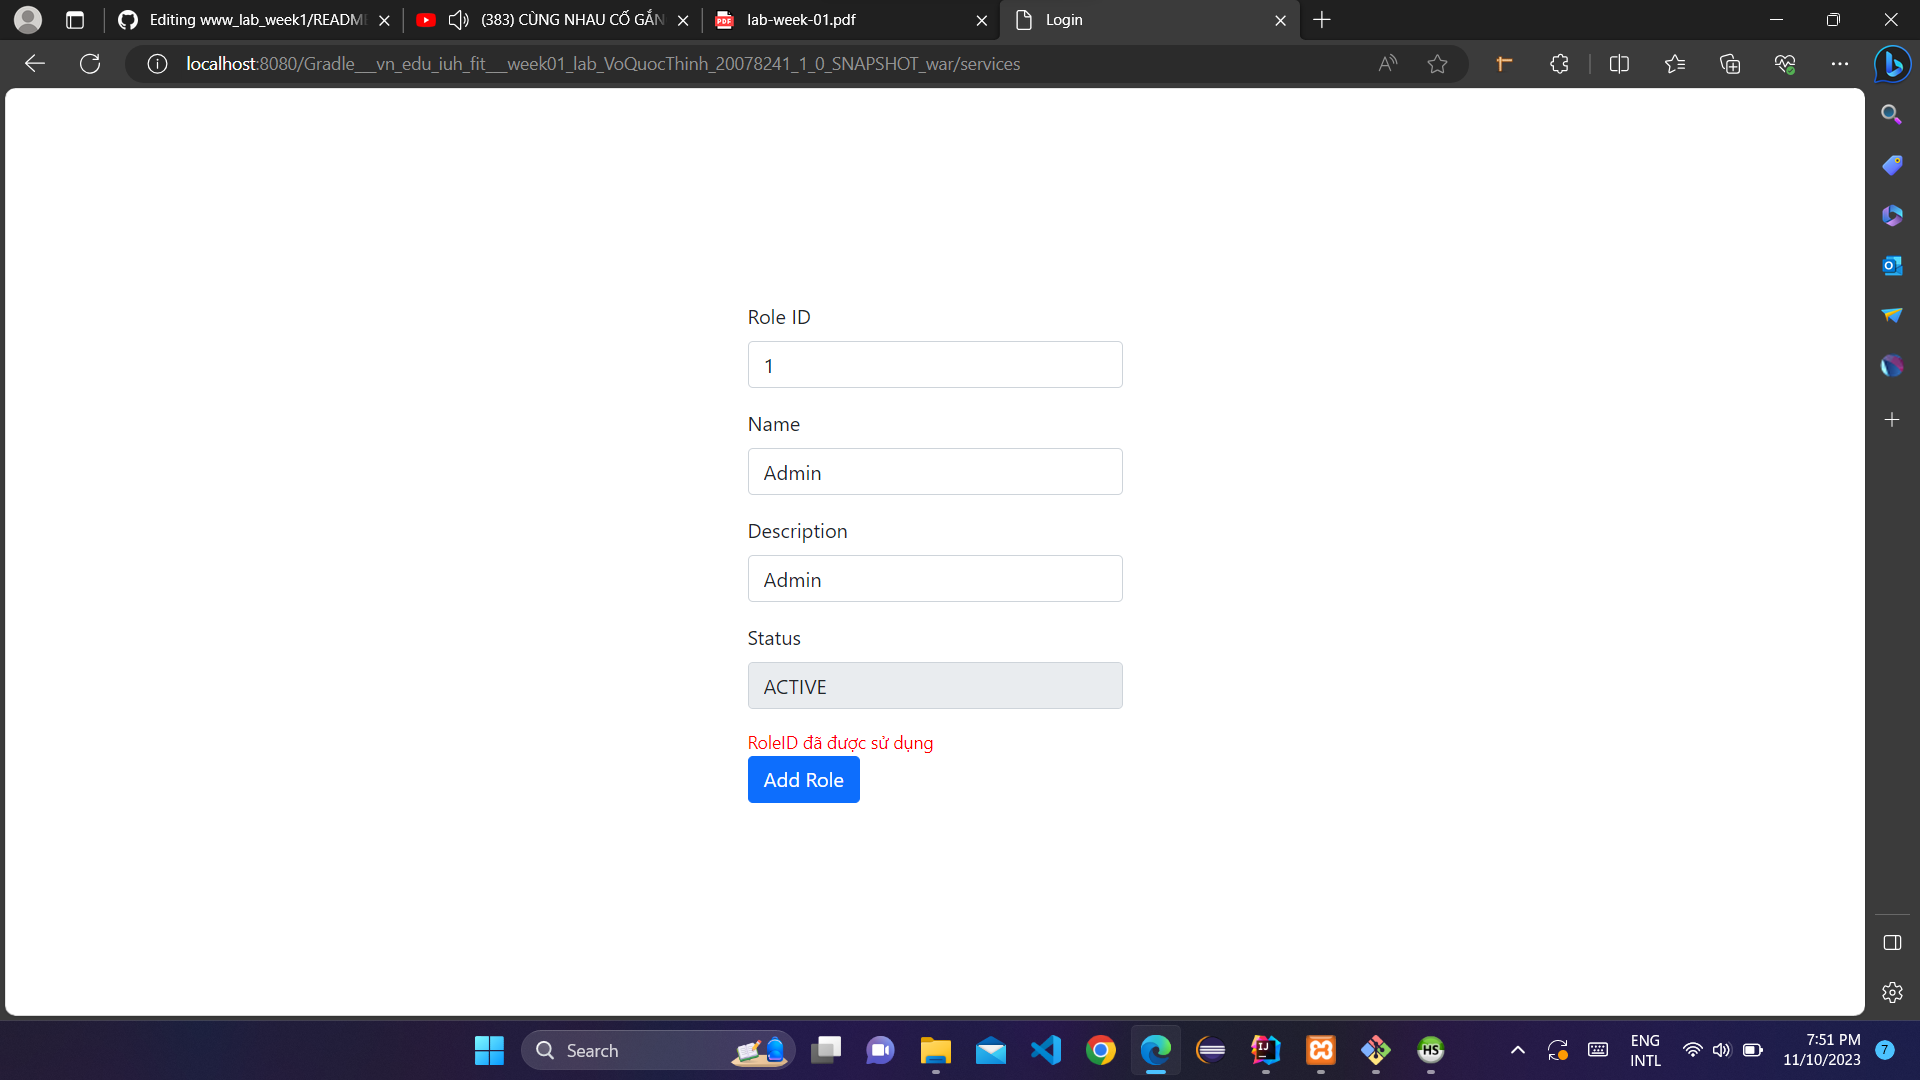 Editing www_lab_week1/READM
(383) CÙNG NHAU CỐ GẮN
lab-week-01.pdf
Login
localhost:8080/Gradle___vn_edu_iuh_fit___week01_lab_VoQuocThinh_20078241_1_0_SNAPSHOT_war/services
Role ID
1
Name
Admin
Description
Admin
Status
ACTIVE
RoleID đã được sử dụng
Add Role
Search
ENG
INTL
7:51 PM
11/10/2023
7